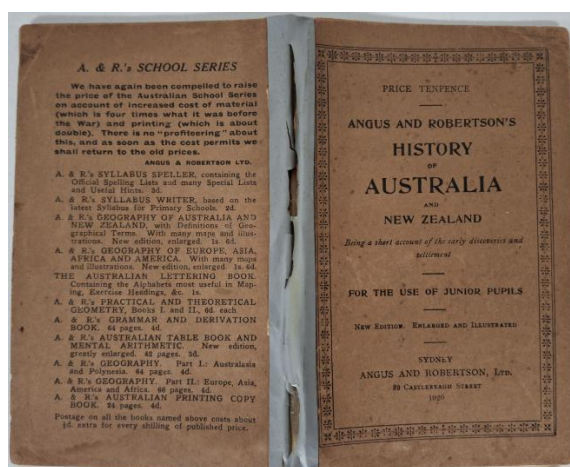 A. & R.'s SCHOOL SERIES
We have again been compelled to raise
the price of the Australian School Series
on account of increased cost of material
(which is four times what it was before
the War) and printing (which is about
double). There is no "profiteering" about
this, and as soon as the cost permits we
shall return to the old prices.
ANGUS & ROBERTSON LTD.
A. & R.'s SYLLABUS SPELLER, containing the
Official Spelling Lists and many Special Lists
and Useful Hints. 3d.
A. & R.'s SYLLABUS WRITER, based on the
latest Syllabus for Primary Schools. 2d.
A. & R.'s GEOGRAPHY OF AUSTRALIA AND
NEW ZEALAND, with Definitions of Geo-
graphical Terms. With many maps and illus-
trations. New edition, enlarged. 1s. 6d.
A. & R.'s GEOGRAPHY OF EUROPE, ASIA,
AFRICA AND AMERICA. With many maps
and illustrations. New edition, enlarged. 1s. 6d.
THE AUSTRALIAN LETTERING BOOK.
Containing the Alphabets most useful in Map-
ing, Exercise Headings, &c. 1s.
A. & R.'s PRACTICAL AND THEORETICAL
GEOMETRY, Books I. and II., 6d. each
A. & R.'s GRAMMAR AND DERIVATION
BOOK. 64 pages. 4d.
A. & R.'s AUSTRALIAN TABLE BOOK AND
MENTAL ARITHMETIC. New edition,
greatly enlarged. 48 pages.
A. & R.'s GEOGRAPHY. Part I.: Australasia
and Polynesia. 64 pages. 4d.
A. & R.'s GEOGRAPHY. Part II.: Europe, Asia,
America and Africa. 66 pages. 4d.
A. & R.'s AUSTRALIAN PRINTING COPY
BOOK. 24 pages. 4d.
Postage on all the books named above costs about
½d. extra for every shilling of published price.
PRICE TENPENCE
ANGUS AND ROBERTSON'S
HISTORY
OF
AUSTRALIA
AND
NEW ZEALAND
Being a short account of the early discoveries and
settlement
FOR THE USE OF JUNIOR PUPILS
NEW EDITION. ENLARGED AND ILLUSTRATED
SYDNEY
ANGUS AND ROBERTSON, LTD.
89 CASTLEREAGH STREET
1920